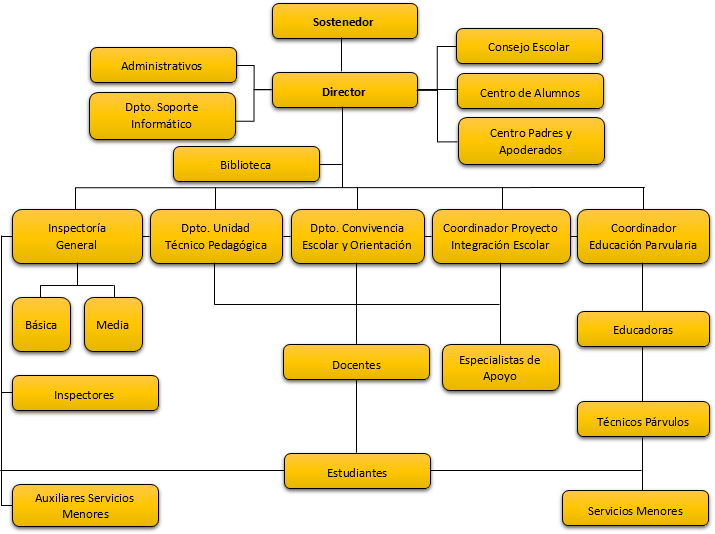 Sostenedor
Consejo Escolar
Administrativos
Director
Centro de Alumnos
Dpto. Soporte
Informático
Centro Padres y
Apoderados
Biblioteca
Inspectoría
General
Dpto. Unidad
Técnico Pedagógica
Dpto. Convivencia
Escolar y Orientación
Coordinador Proyecto
Integración Escolar
Coordinador
Educación Parvularia
Básica
Media
Educadoras
Docentes
Especialistas de
Apoyo
Inspectores
Técnicos Párvulos
Estudiantes
Auxiliares Servicios
Menores
Servicios Menores